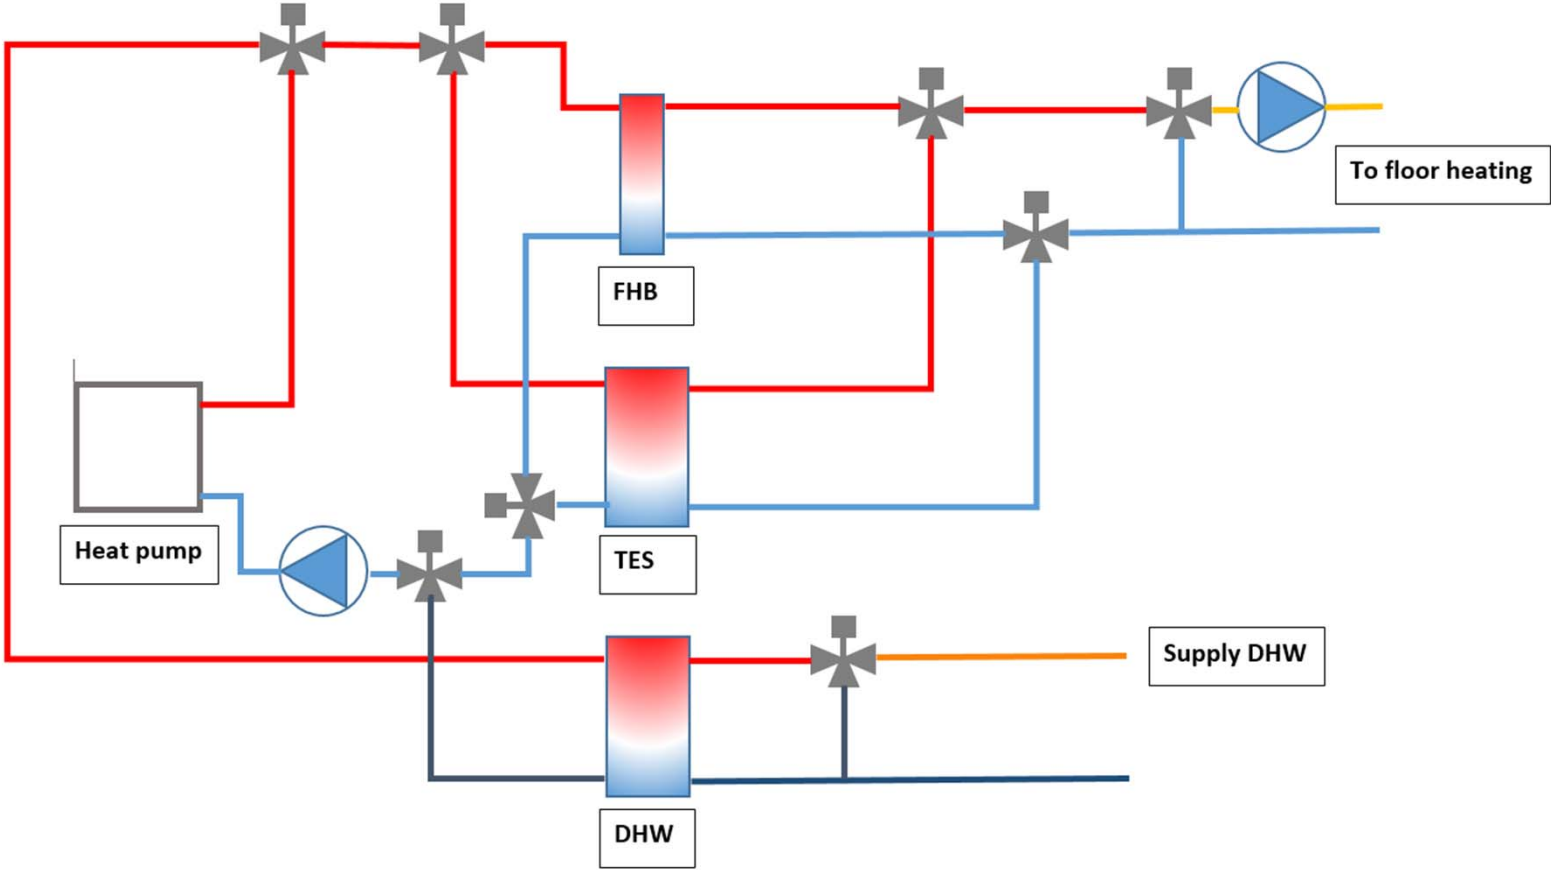 To floor heating
FHB
Heat pump
TES
Supply DHW
DHW